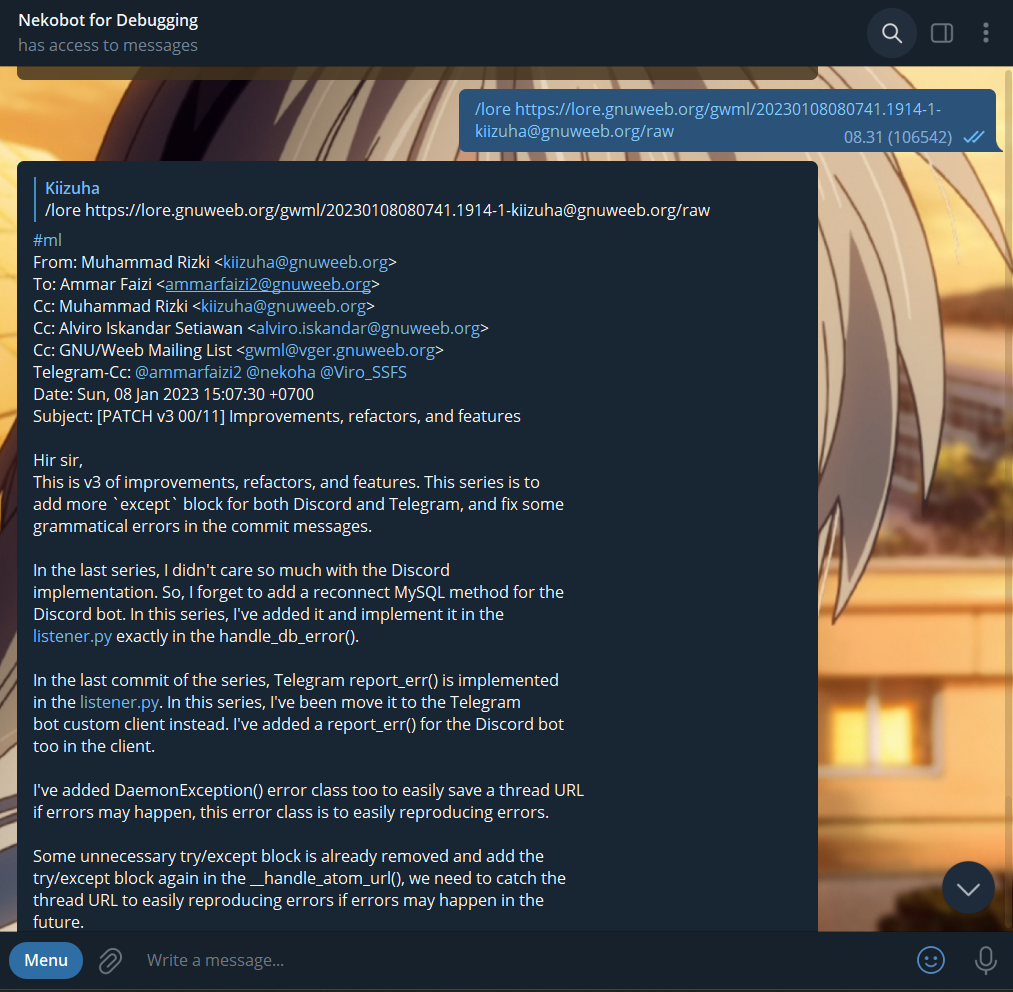 Nekobot for Debugging
has access to messages
/lore https://lore.gnuweeb.org/gwml/20230108080741.1914-1-
kiizuha@gnuweeb.org/raw
08.31 (106542)
Kiizuha
/lore https://lore.gnuweeb.org/gwml/20230108080741.1914-1-kiizuha@gnuweeb.org/raw
#ml
From: Muhammad Rizki <kiizuha@gnuweeb.org>
To: Ammar Faizi <ammarfaizi2@gnuweeb.org>
Cc: Muhammad Rizki <kiizuha@gnuweeb.org>
Cc: Alviro Iskandar Setiawan <alviro.iskandar@gnuweeb.org>
Cc: GNU/Weeb Mailing List <gwml@vger.gnuweeb.org>
Telegram-Cc: @ammarfaizi2 @nekoha @Viro_SSFS
Date: Sun, 08 Jan 2023 15:07:30 +0700
Subject: [PATCH v3 00/11] Improvements, refactors, and features
Hir sir,
This is v3 of improvements, refactors, and features. This series is to
add more `except` block for both Discord and Telegram, and fix some
grammatical errors in the commit messages.
In the last series, I didn't care so much with the Discord
implementation. So, I forget to add a reconnect MySQL method for the
Discord bot. In this series, I've added it and implement it in the
listener.py exactly in the handle_db_error().
In the last commit of the series, Telegram report_err() is implemented
in the listener.py. In this series, I've been move it to the Telegram
bot custom client instead. I've added a report_err() for the Discord bot
too in the client.
I've added DaemonException() error class too to easily save a thread URL
if errors may happen, this error class is to easily reproducing errors.
Some unnecessary try/except block is already removed and add the
try/except block again in the __handle_atom_url(), we need to catch the
thread URL to easily reproducing errors if errors may happen in the
future.
Menu
Write a message...